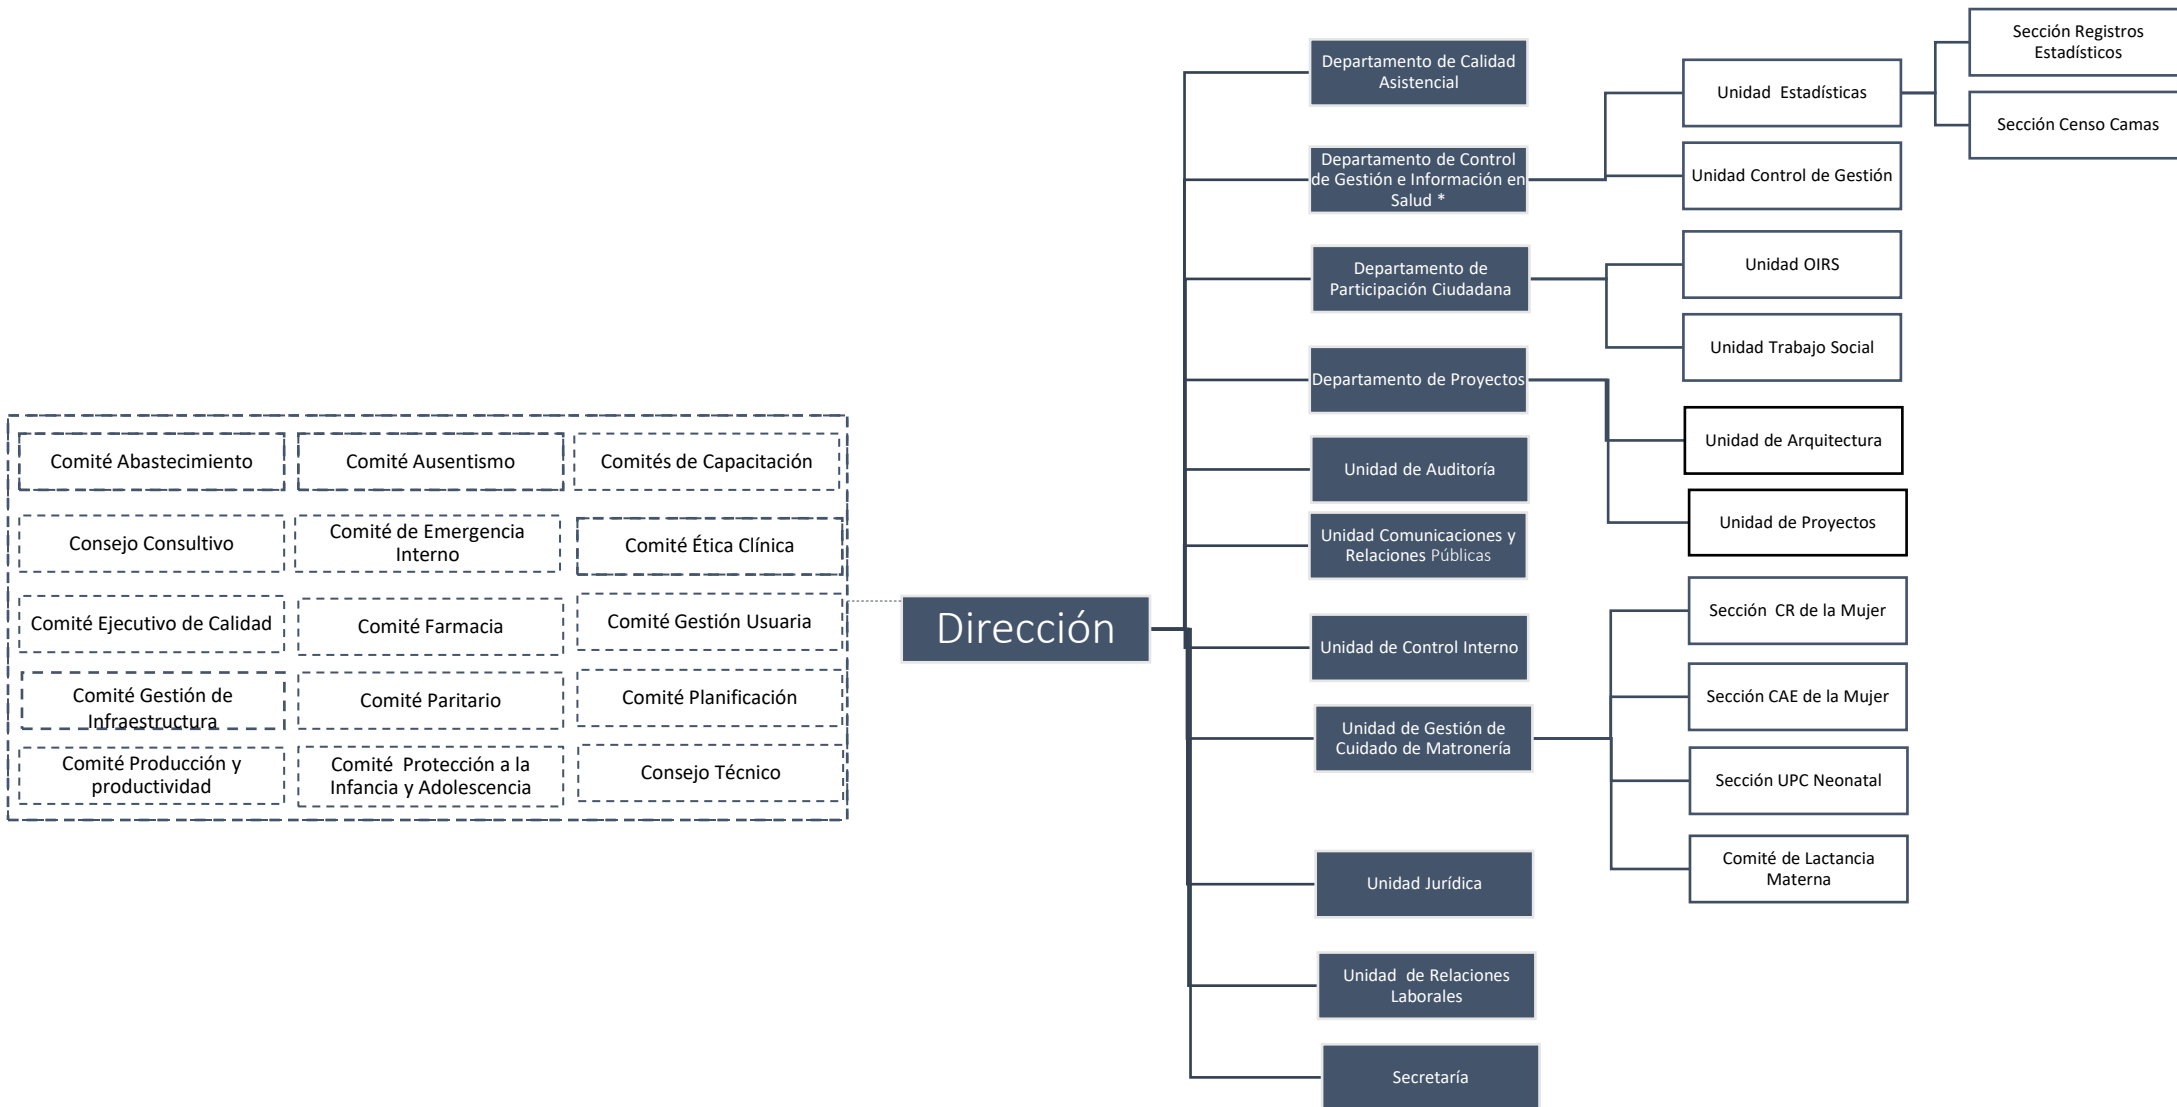 Comité Abastecimiento
Comité Ausentismo
Comités de Capacitación
Consejo Consultivo
Comité de Emergencia
Interno
Comité Ética Clínica
Comité Ejecutivo de Calidad
Comité Farmacia
Comité Gestión Usuaria
Comité Gestión de
Infraestructura
Comité Paritario
Comité Planificación
Comité Producción y
productividad
Comité Protección a la
Infancia y Adolescencia
Consejo Técnico
Dirección
Departamento de Calidad
Asistencial
Departamento de Control
de Gestión e Información en
Salud *
Unidad Estadísticas
Sección Registros
Estadísticos
Sección Censo Camas
Unidad Control de Gestión
Departamento de
Participación Ciudadana
Unidad OIRS
Unidad Trabajo Social
Departamento de Proyectos
Unidad de Arquitectura
Unidad de Proyectos
Unidad de Auditoría
Unidad Comunicaciones y
Relaciones Públicas
Unidad de Control Interno
Unidad de Gestión de
Cuidado de Matronería
Sección CR de la Mujer
Sección CAE de la Mujer
Sección UPC Neonatal
Comité de Lactancia
Materna
Unidad Jurídica
Unidad de Relaciones
Laborales
Secretaría